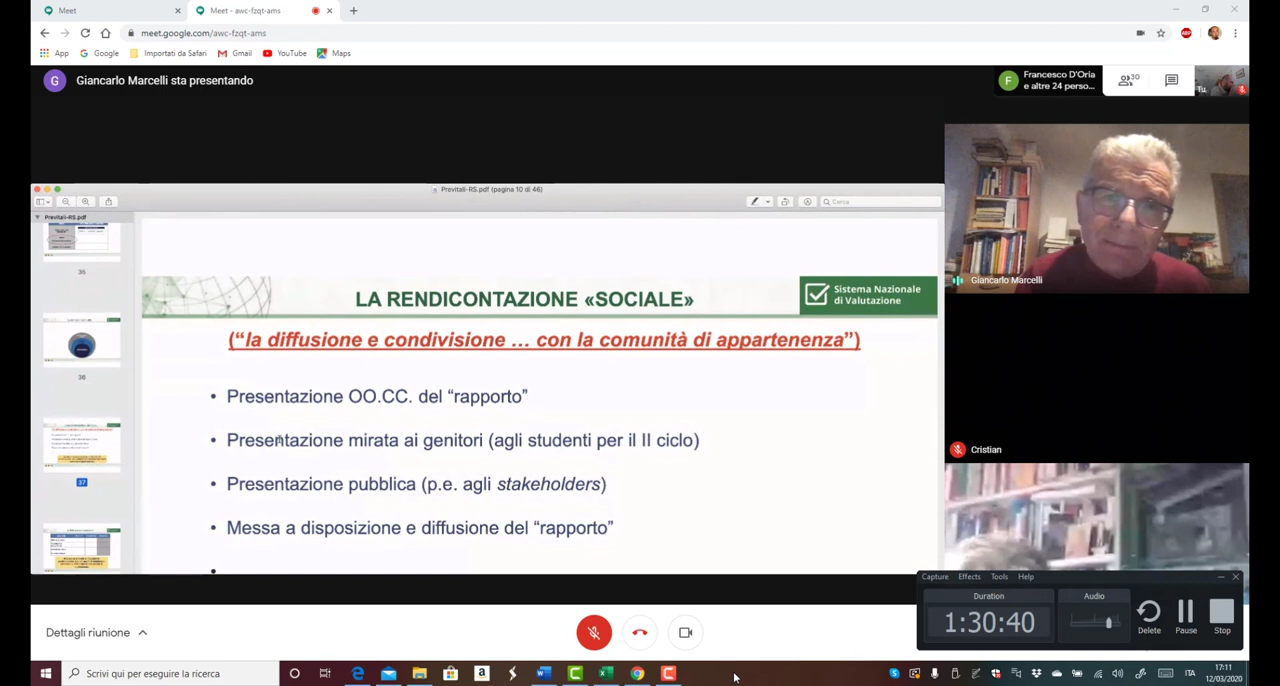 Meet
Meet - awc-fzqt-ams
meet.google.com/awc-fzqt-ams
ABP
App
Google
Importati da Safari
Gmail
YouTube
Maps
G
Giancarlo Marcelli sta presentando
F
Francesco D'Oria
e altre 24 perso...
30
Tu
Previtali-RS.pdf (pagina 10 di 46)
Cerca
Previtali-RS.pdf
35
36
37
LA RENDICONTAZIONE «SOCIALE»
Sistema Nazionale
di Valutazione
(“la diffusione e condivisione … con la comunità di appartenenza”)
• Presentazione OO.CC. del “rapporto”
• Presentazione mirata ai genitori (agli studenti per il II ciclo)
• Presentazione pubblica (p.e. agli stakeholders)
• Messa a disposizione e diffusione del “rapporto”
•
Giancarlo Marcelli
Cristian
Capture Effects Tools Help
Duration
1:30:40
Audio
Delete
Pause
Stop
Dettagli riunione
Scrivi qui per eseguire la ricerca
ITA
17:11
12/03/2020